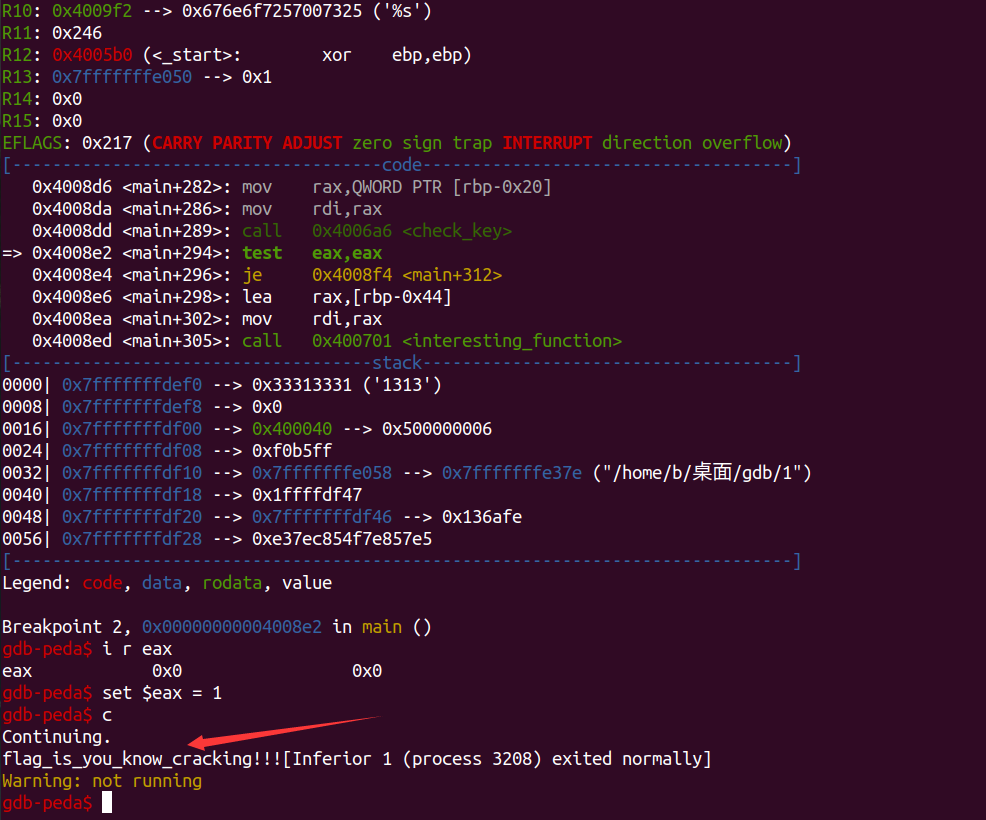 R10: 0x4009f2 --> 0x676e6f7257007325 ('%s')
R11: 0x246
R12: 0x4005b0 (<_start>:        xor    ebp,ebp)
R13: 0x7fffffffe050 --> 0x1
R14: 0x0
R15: 0x0
EFLAGS: 0x217 (CARRY PARITY ADJUST zero sign trap INTERRUPT direction overflow)
[-------------------------------------code-------------------------------------]
   0x4008d6 <main+282>: mov    rax,QWORD PTR [rbp-0x20]
   0x4008da <main+286>: mov    rdi,rax
   0x4008dd <main+289>: call   0x4006a6 <check_key>
=> 0x4008e2 <main+294>: test   eax,eax
   0x4008e4 <main+296>: je     0x4008f4 <main+312>
   0x4008e6 <main+298>: lea    rax,[rbp-0x44]
   0x4008ea <main+302>: mov    rdi,rax
   0x4008ed <main+305>: call   0x400701 <interesting_function>
[------------------------------------stack-------------------------------------]
0000| 0x7fffffffdef0 --> 0x33313331 ('1313')
0008| 0x7fffffffdef8 --> 0x0
0016| 0x7fffffffdf00 --> 0x400040 --> 0x500000006
0024| 0x7fffffffdf08 --> 0xf0b5ff
0032| 0x7fffffffdf10 --> 0x7fffffffe058 --> 0x7fffffffe37e ("/home/b/桌面/gdb/1")
0040| 0x7fffffffdf18 --> 0x1ffffdf47
0048| 0x7fffffffdf20 --> 0x7fffffffdf46 --> 0x136afe
0056| 0x7fffffffdf28 --> 0xe37ec854f7e857e5
[------------------------------------------------------------------------------]
Legend: code, data, rodata, value
Breakpoint 2, 0x00000000004008e2 in main ()
gdb-peda$ i r eax
eax            0x0                 0x0
gdb-peda$ set $eax = 1
gdb-peda$ c
Continuing.
flag_is_you_know_cracking!!![Inferior 1 (process 3208) exited normally]
Warning: not running
gdb-peda$